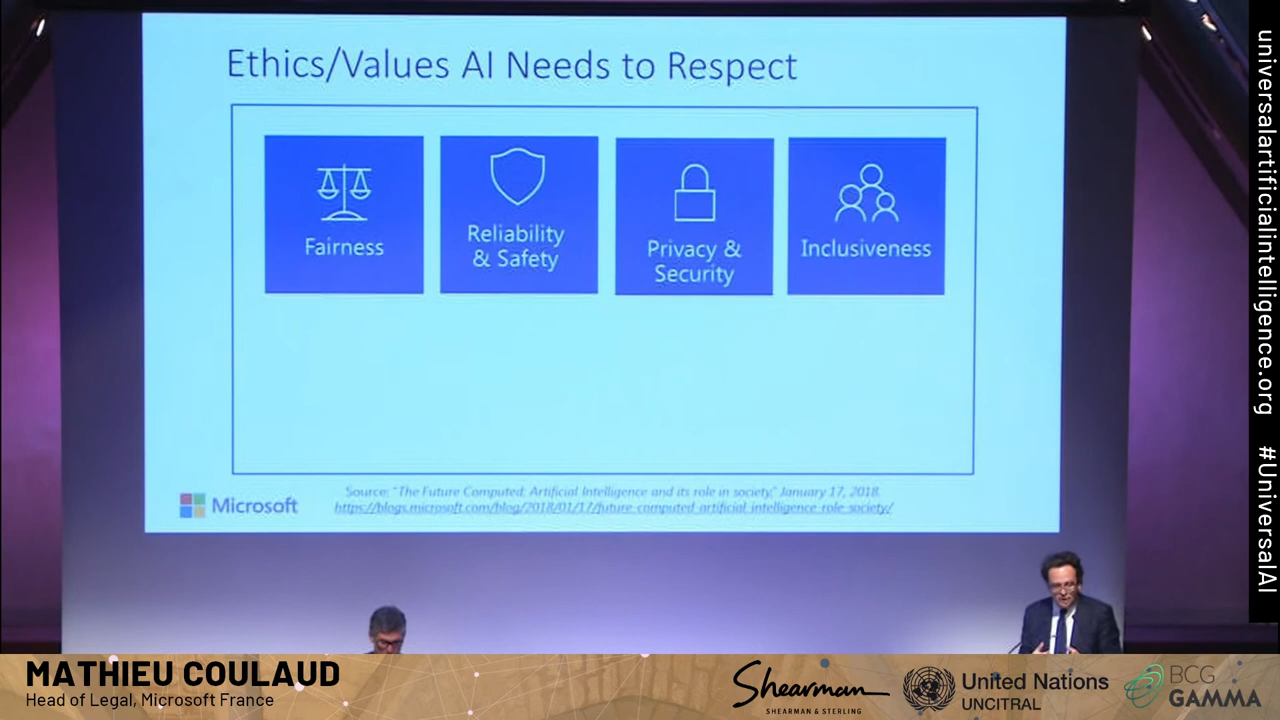 Ethics/Values AI Needs to Respect
Fairness
Reliability
& Safety
Privacy &
Security
Inclusiveness
Microsoft
Source: "The Future Computed: Artificial Intelligence and its role in society," January 17, 2018.
https://blogs.microsoft.com/blog/2018/01/17/future-computed-artificial-intelligence-role-society/
universalartificialintelligence.org #UniversalAI
MATHIEU COULAUD
Head of Legal, Microsoft France
Shearman
SHEARMAN & STERLING
United Nations
UNCITRAL
BCG
GAMMA